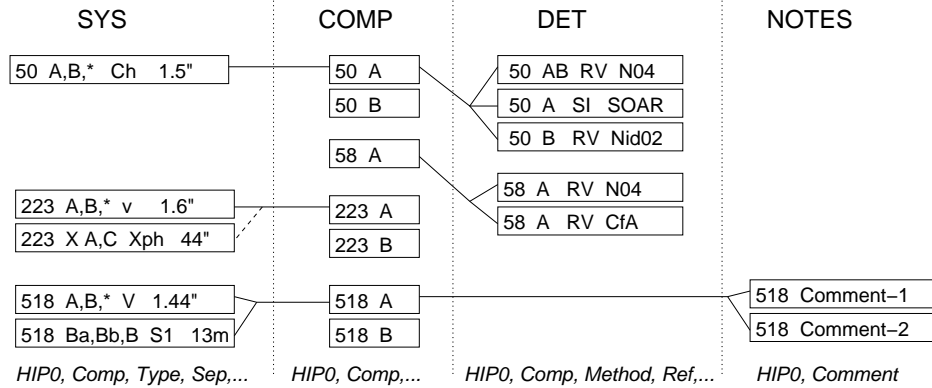 SYS
COMP
DET
NOTES
50 A,B,* Ch 1.5"
50 A
50 B
50 AB RV N04
50 A SI SOAR
50 B RV Nid02
58 A
58 A RV N04
58 A RV CfA
223 A,B,* v 1.6"
223 X A,C Xph 44"
223 A
223 B
518 A,B,* V 1.44"
518 Ba,Bb,B S1 13m
518 A
518 B
518 Comment−1
518 Comment−2
HIP0, Comp, Type, Sep,...
HIP0, Comp,...
HIP0, Comp, Method, Ref,...
HIP0, Comment